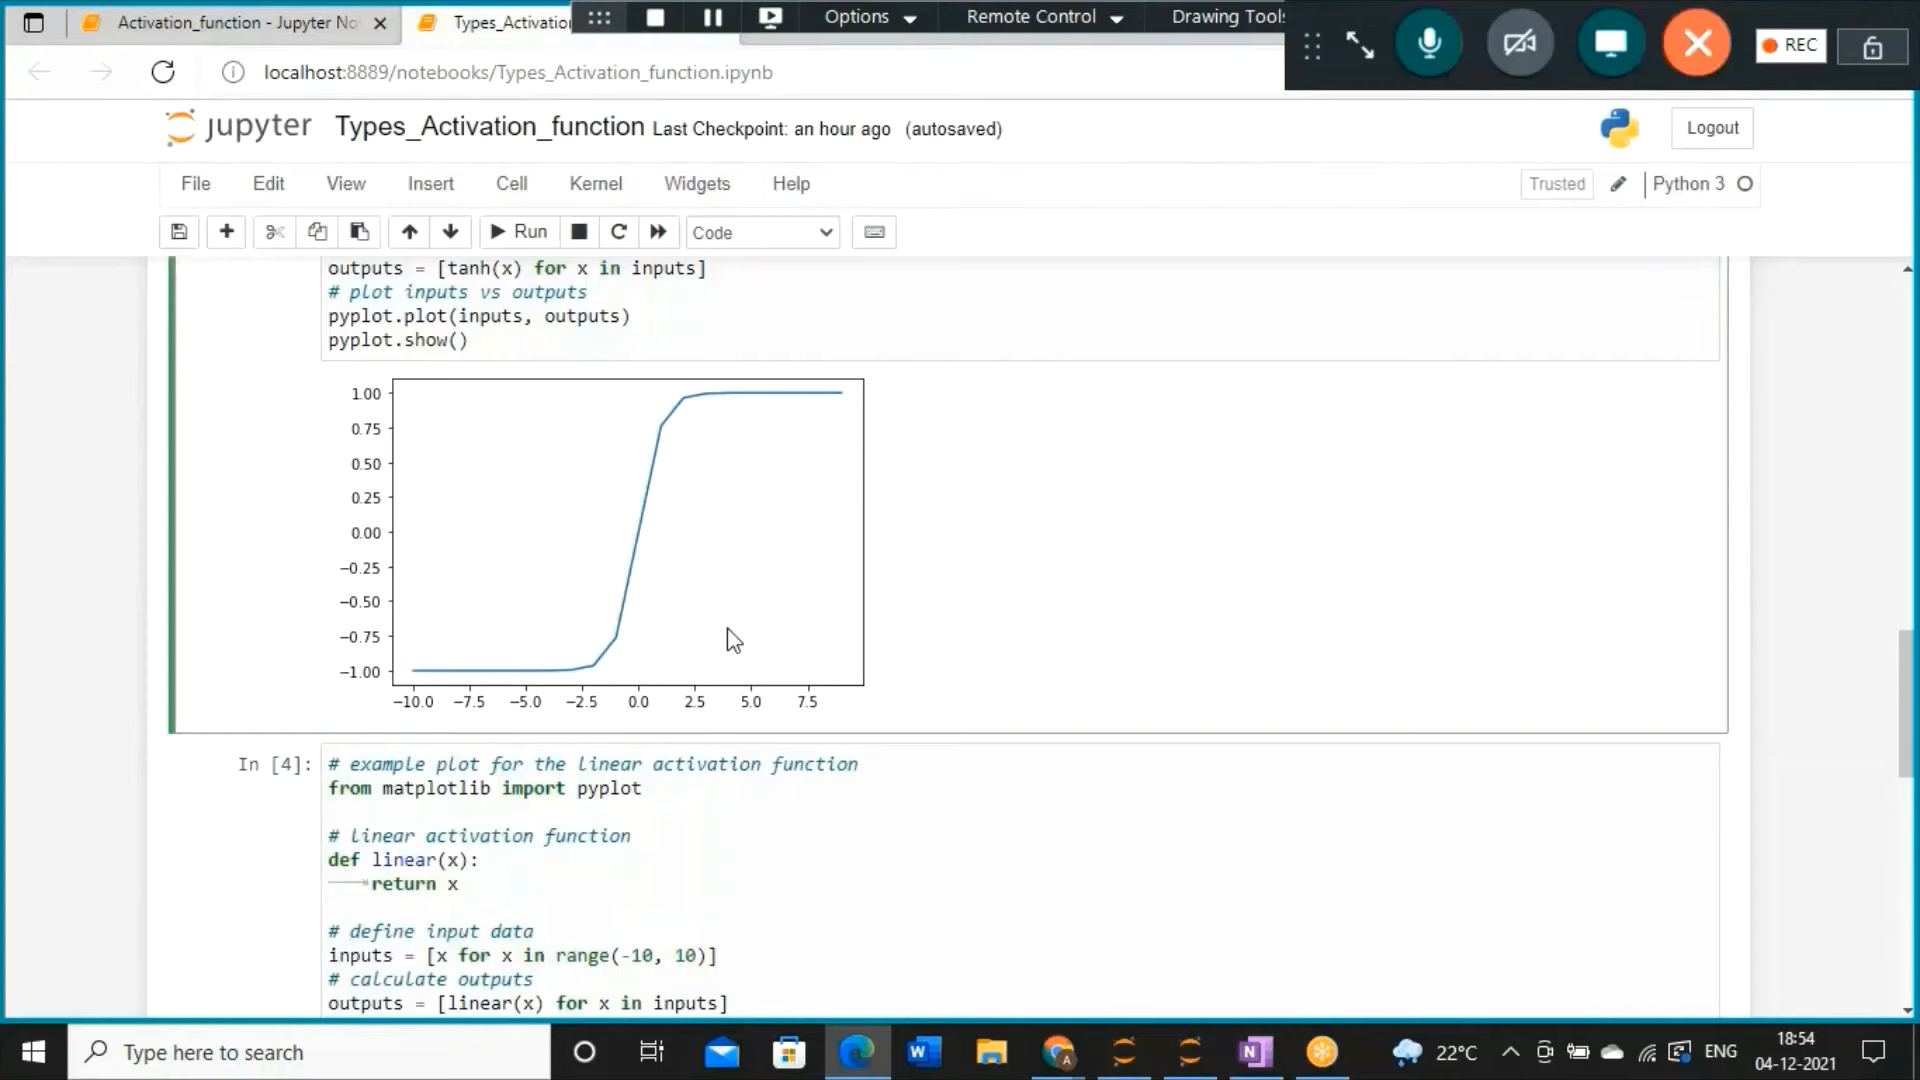 Activation_function - Jupyter No
Types_Activation
Options
Remote Control
Drawing Tools
REC
localhost:8889/notebooks/Types_Activation_function.ipynb
jupyter Types_Activation_function Last Checkpoint: an hour ago (autosaved)
Logout
File Edit View Insert Cell Kernel Widgets Help
Trusted
Python 3
Run
Code
outputs = [tanh(x) for x in inputs]
# plot inputs vs outputs
pyplot.plot(inputs, outputs)
pyplot.show()
1.00
0.75
0.50
0.25
0.00
−0.25
−0.50
−0.75
−1.00
−10.0 −7.5 −5.0 −2.5 0.0 2.5 5.0 7.5
In [4]: # example plot for the linear activation function
from matplotlib import pyplot
# linear activation function
def linear(x):
return x
# define input data
inputs = [x for x in range(-10, 10)]
# calculate outputs
outputs = [linear(x) for x in inputs]
Type here to search
22°C
ENG
18:54
04-12-2021